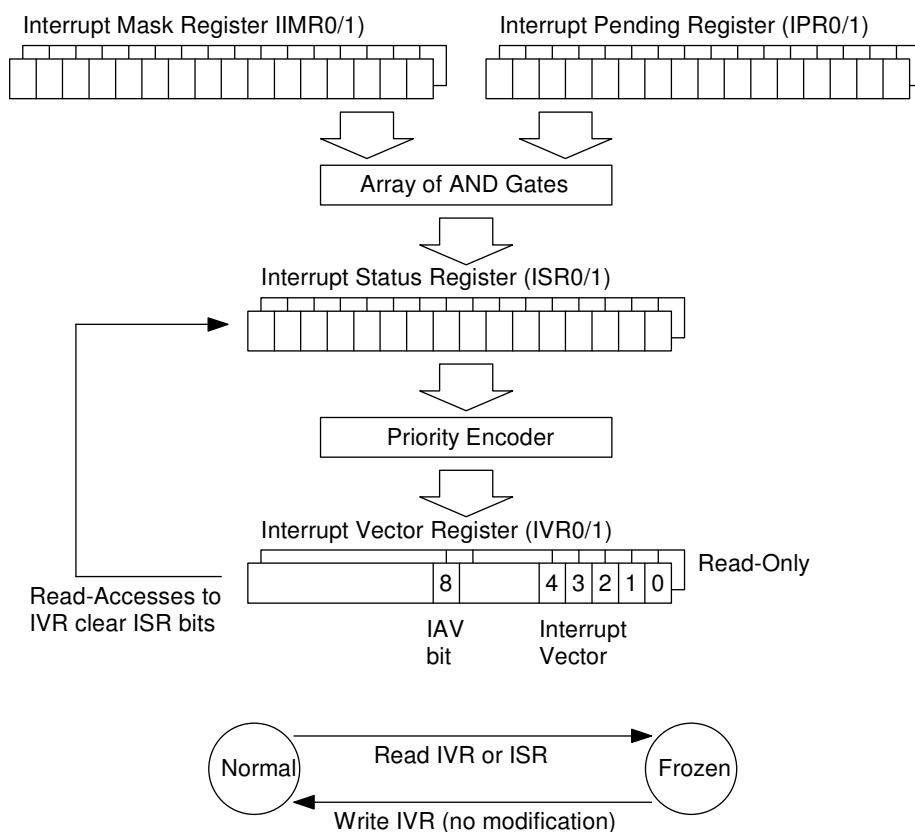 Interrupt Mask Register IIMR0/1)
Interrupt Pending Register (IPR0/1)
Array of AND Gates
Interrupt Status Register (ISR0/1)
Priority Encoder
Interrupt Vector Register (IVR0/1)
8 4 3 2 1 0
Read-Only
Read-Accesses to
IVR clear ISR bits
IAV
bit
Interrupt
Vector
Normal
Read IVR or ISR
Frozen
Write IVR (no modification)